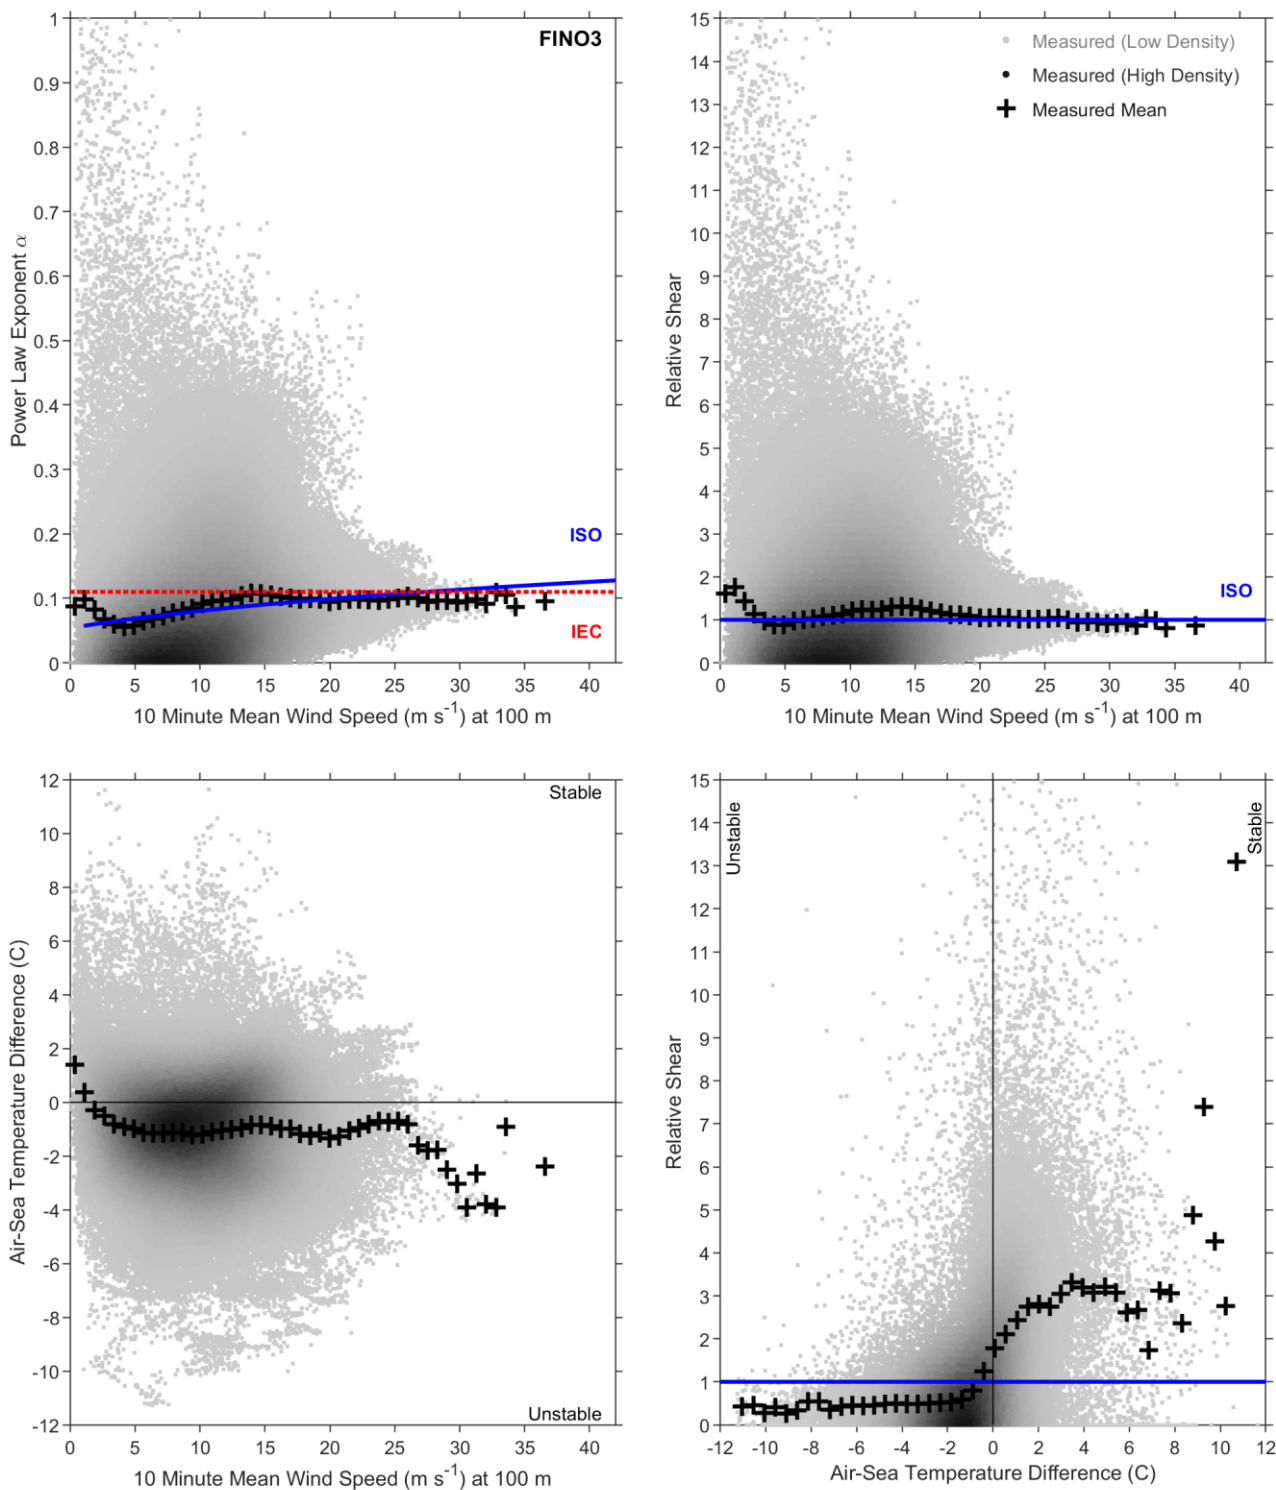 1
0.9
0.8
0.7
0.6
0.5
0.4
0.3
0.2
0.1
0
Power Law Exponent α
FINO3
ISO
IEC
0 5 10 15 20 25 30 35 40
10 Minute Mean Wind Speed (m s⁻¹) at 100 m
15
14
13
12
11
10
9
8
7
6
5
4
3
2
1
0
Relative Shear
Measured (Low Density)
Measured (High Density)
Measured Mean
ISO
0 5 10 15 20 25 30 35 40
10 Minute Mean Wind Speed (m s⁻¹) at 100 m
12
10
8
6
4
2
0
-2
-4
-6
-8
-10
-12
Air-Sea Temperature Difference (C)
Stable
Unstable
0 5 10 15 20 25 30 35 40
10 Minute Mean Wind Speed (m s⁻¹) at 100 m
15
14
13
12
11
10
9
8
7
6
5
4
3
2
1
0
Relative Shear
Unstable
Stable
-12 -10 -8 -6 -4 -2 0 2 4 6 8 10 12
Air-Sea Temperature Difference (C)